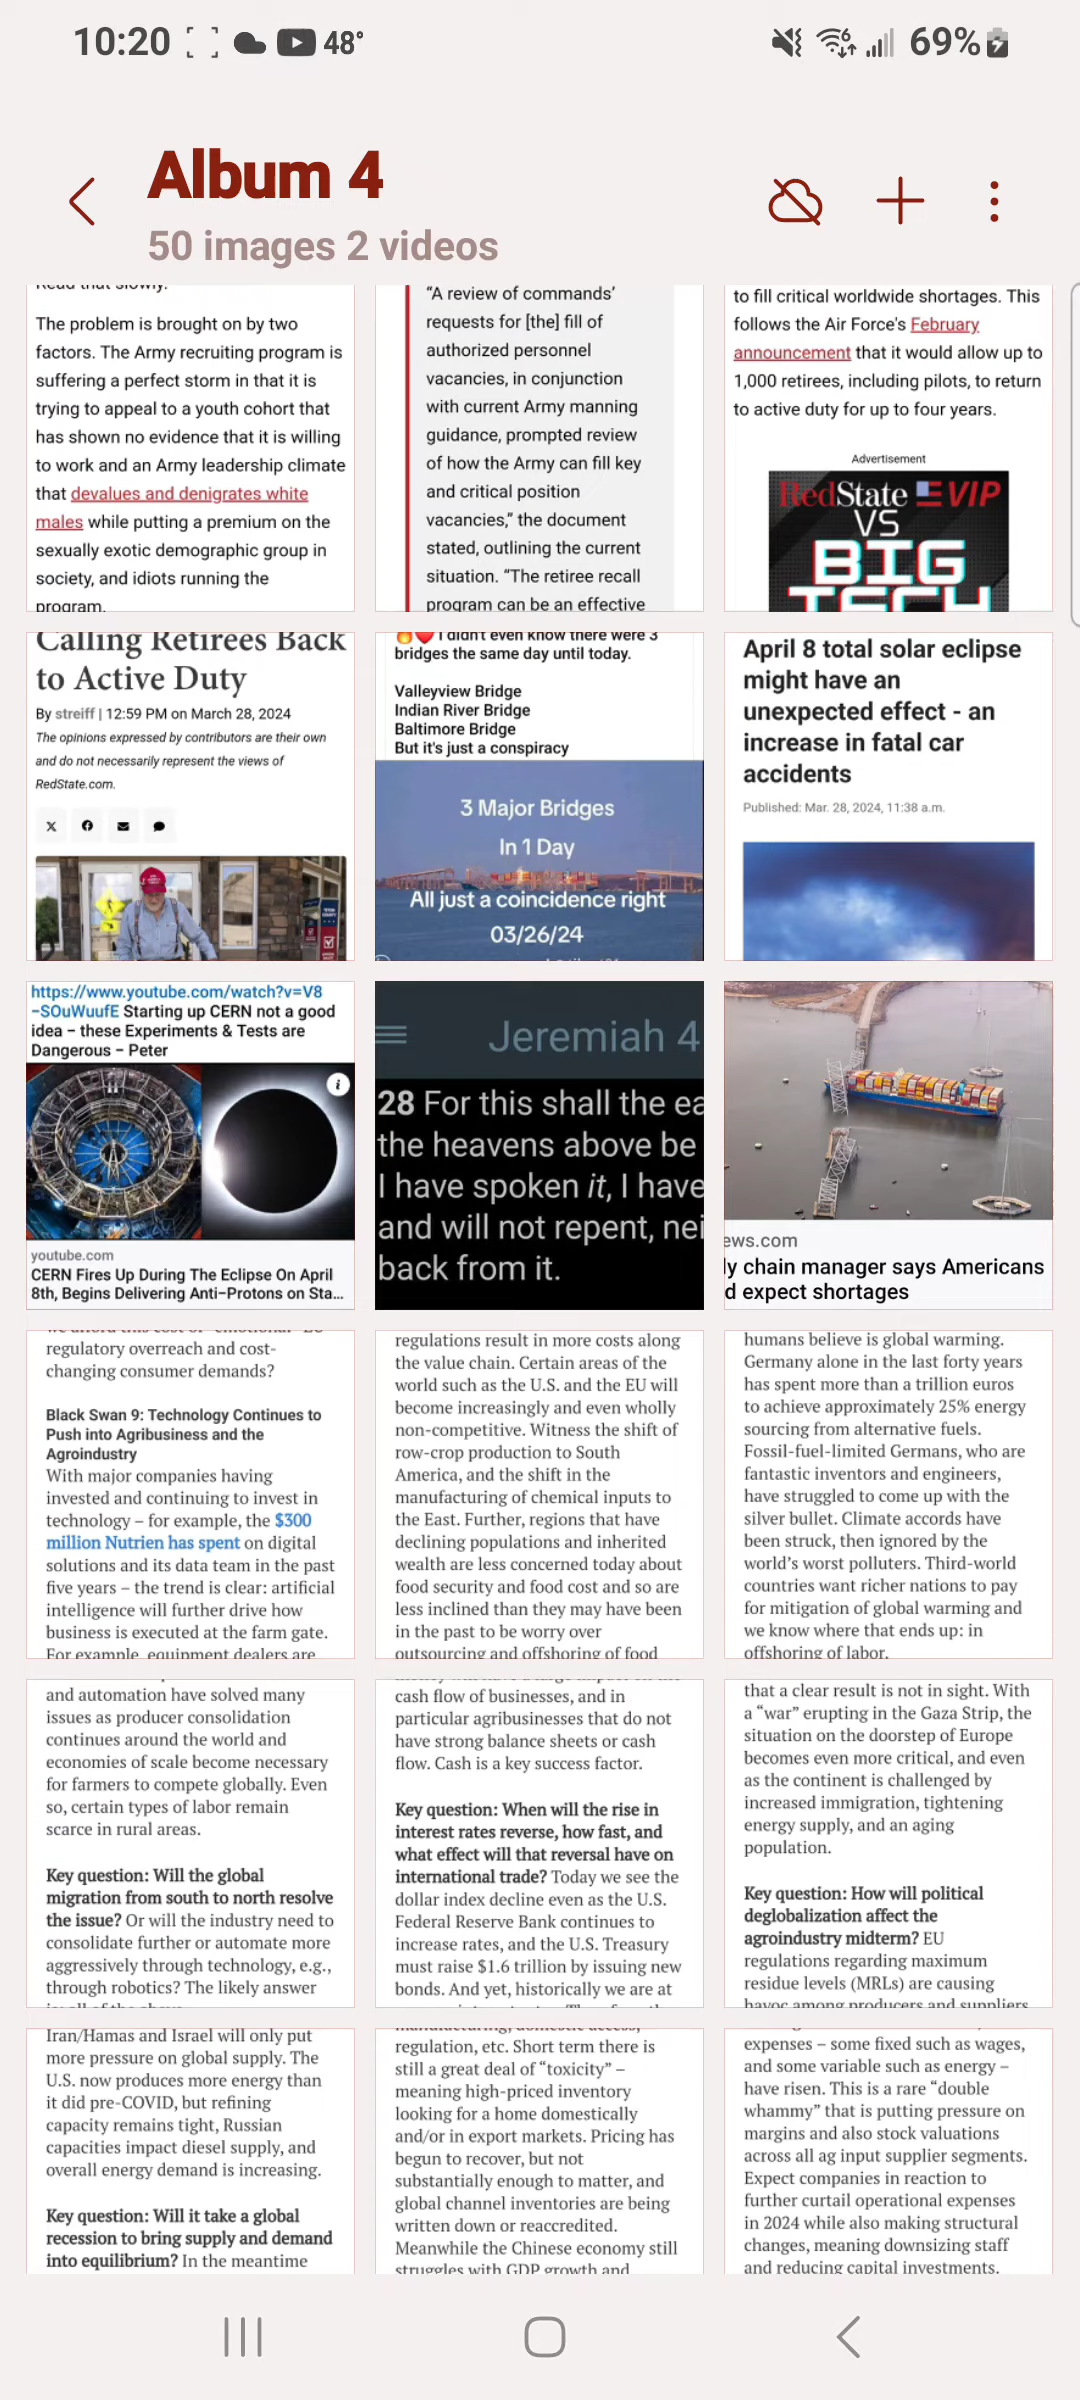 10:20 48° 69%
Album 4
50 images 2 videos
Read that slowly.
The problem is brought on by two
factors. The Army recruiting program is
suffering a perfect storm in that it is
trying to appeal to a youth cohort that
has shown no evidence that it is willing
to work and an Army leadership climate
that devalues and denigrates white
males while putting a premium on the
sexually exotic demographic group in
society, and idiots running the
program.
“A review of commands’
requests for [the] fill of
authorized personnel
vacancies, in conjunction
with current Army manning
guidance, prompted review
of how the Army can fill key
and critical position
vacancies,” the document
stated, outlining the current
situation. “The retiree recall
program can be an effective
to fill critical worldwide shortages. This
follows the Air Force's February
announcement that it would allow up to
1,000 retirees, including pilots, to return
to active duty for up to four years.
Advertisement
RedState VIP
VS
BIG
TECH
Calling Retirees Back
to Active Duty
By streiff | 12:59 PM on March 28, 2024
The opinions expressed by contributors are their own
and do not necessarily represent the views of
RedState.com.
I didn't even know there were 3
bridges the same day until today.
Valleyview Bridge
Indian River Bridge
Baltimore Bridge
But it's just a conspiracy
3 Major Bridges
In 1 Day
All just a coincidence right
03/26/24
April 8 total solar eclipse
might have an
unexpected effect - an
increase in fatal car
accidents
Published: Mar. 28, 2024, 11:38 a.m.
https://www.youtube.com/watch?v=V8
-SOuWuufE Starting up CERN not a good
idea - these Experiments & Tests are
Dangerous - Peter
youtube.com
CERN Fires Up During The Eclipse On April
8th, Begins Delivering Anti-Protons on Sta...
Jeremiah 4
28 For this shall the ea
the heavens above be
I have spoken it, I have
and will not repent, nei
back from it.
ews.com
ly chain manager says Americans
d expect shortages
regulatory overreach and cost-
changing consumer demands?
Black Swan 9: Technology Continues to
Push into Agribusiness and the
Agroindustry
With major companies having
invested and continuing to invest in
technology – for example, the $300
million Nutrien has spent on digital
solutions and its data team in the past
five years – the trend is clear: artificial
intelligence will further drive how
business is executed at the farm gate.
For example, equipment dealers are
regulations result in more costs along
the value chain. Certain areas of the
world such as the U.S. and the EU will
become increasingly and even wholly
non-competitive. Witness the shift of
row-crop production to South
America, and the shift in the
manufacturing of chemical inputs to
the East. Further, regions that have
declining populations and inherited
wealth are less concerned today about
food security and food cost and so are
less inclined than they may have been
in the past to be worry over
outsourcing and offshoring of food
humans believe is global warming.
Germany alone in the last forty years
has spent more than a trillion euros
to achieve approximately 25% energy
sourcing from alternative fuels.
Fossil-fuel-limited Germans, who are
fantastic inventors and engineers,
have struggled to come up with the
silver bullet. Climate accords have
been struck, then ignored by the
world’s worst polluters. Third-world
countries want richer nations to pay
for mitigation of global warming and
we know where that ends up: in
offshoring of labor.
and automation have solved many
issues as producer consolidation
continues around the world and
economies of scale become necessary
for farmers to compete globally. Even
so, certain types of labor remain
scarce in rural areas.
Key question: Will the global
migration from south to north resolve
the issue? Or will the industry need to
consolidate further or automate more
aggressively through technology, e.g.,
through robotics? The likely answer
cash flow of businesses, and in
particular agribusinesses that do not
have strong balance sheets or cash
flow. Cash is a key success factor.
Key question: When will the rise in
interest rates reverse, how fast, and
what effect will that reversal have on
international trade? Today we see the
dollar index decline even as the U.S.
Federal Reserve Bank continues to
increase rates, and the U.S. Treasury
must raise $1.6 trillion by issuing new
bonds. And yet, historically we are at
that a clear result is not in sight. With
a “war” erupting in the Gaza Strip, the
situation on the doorstep of Europe
becomes even more critical, and even
as the continent is challenged by
increased immigration, tightening
energy supply, and an aging
population.
Key question: How will political
deglobalization affect the
agroindustry midterm? EU
regulations regarding maximum
residue levels (MRLs) are causing
havoc among producers and suppliers
Iran/Hamas and Israel will only put
more pressure on global supply. The
U.S. now produces more energy than
it did pre-COVID, but refining
capacity remains tight, Russian
capacities impact diesel supply, and
overall energy demand is increasing.
Key question: Will it take a global
recession to bring supply and demand
into equilibrium? In the meantime
regulation, etc. Short term there is
still a great deal of “toxicity” –
meaning high-priced inventory
looking for a home domestically
and/or in export markets. Pricing has
begun to recover, but not
substantially enough to matter, and
global channel inventories are being
written down or reaccredited.
Meanwhile the Chinese economy still
struggles with GDP growth and
expenses – some fixed such as wages,
and some variable such as energy –
have risen. This is a rare “double
whammy” that is putting pressure on
margins and also stock valuations
across all ag input supplier segments.
Expect companies in reaction to
further curtail operational expenses
in 2024 while also making structural
changes, meaning downsizing staff
and reducing capital investments.